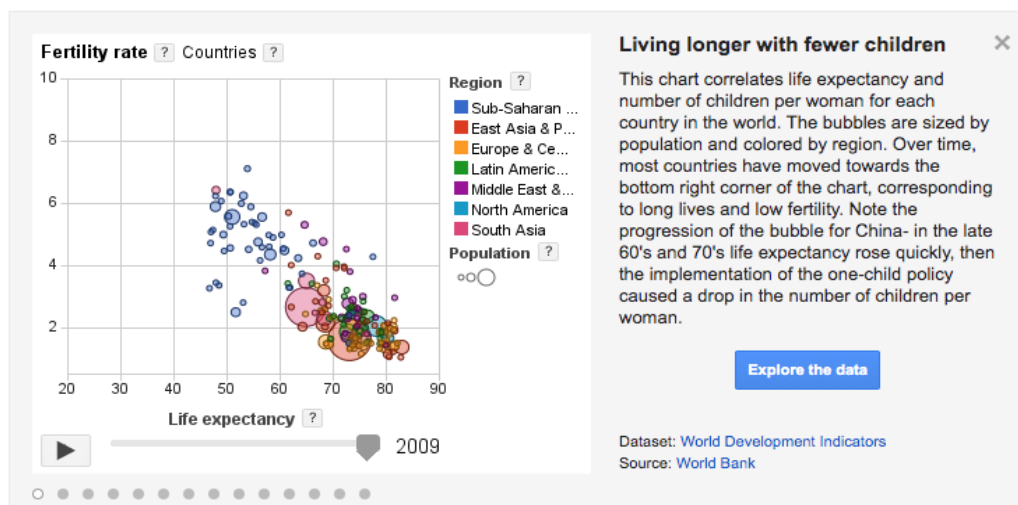 Fertility rate ? Countries ?
10
8
6
4
2
20 30 40 50 60 70 80 90
Life expectancy ?
2009
Region ?
Sub-Saharan ...
East Asia & P...
Europe & Ce...
Latin Americ...
Middle East &...
North America
South Asia
Population ?
Living longer with fewer children
This chart correlates life expectancy and
number of children per woman for each
country in the world. The bubbles are sized by
population and colored by region. Over time,
most countries have moved towards the
bottom right corner of the chart, corresponding
to long lives and low fertility. Note the
progression of the bubble for China- in the late
60's and 70's life expectancy rose quickly, then
the implementation of the one-child policy
caused a drop in the number of children per
woman.
Explore the data
Dataset: World Development Indicators
Source: World Bank